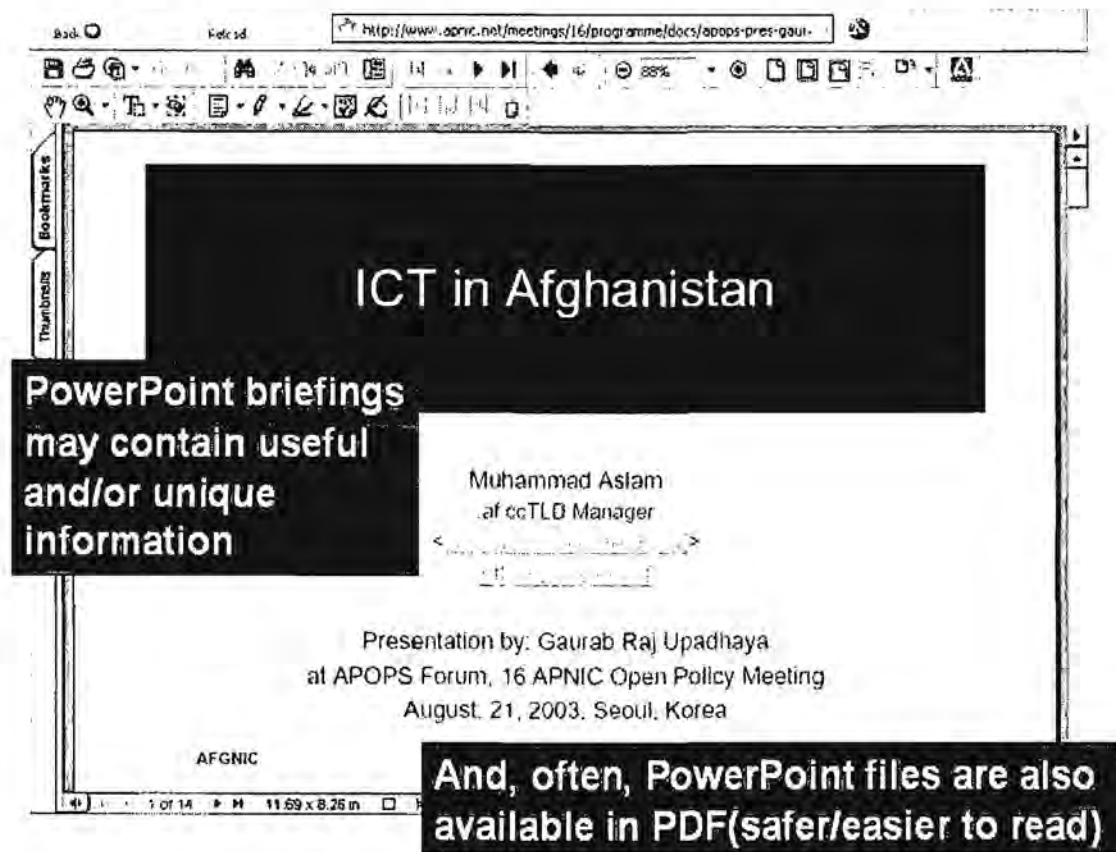 Back
Reload
http://www.apnic.net/meetings/16/programme/docs/apops-pres-gaur-
88%
Bookmarks
Thumbnails
ICT in Afghanistan
PowerPoint briefings
may contain useful
and/or unique
information
Muhammad Aslam
.af ccTLD Manager
Presentation by: Gaurab Raj Upadhaya
at APOPS Forum, 16 APNIC Open Policy Meeting
August, 21, 2003, Seoul, Korea
AFGNIC
1 of 14 11.69 x 8.26 in
And, often, PowerPoint files are also
available in PDF(safer/easier to read)